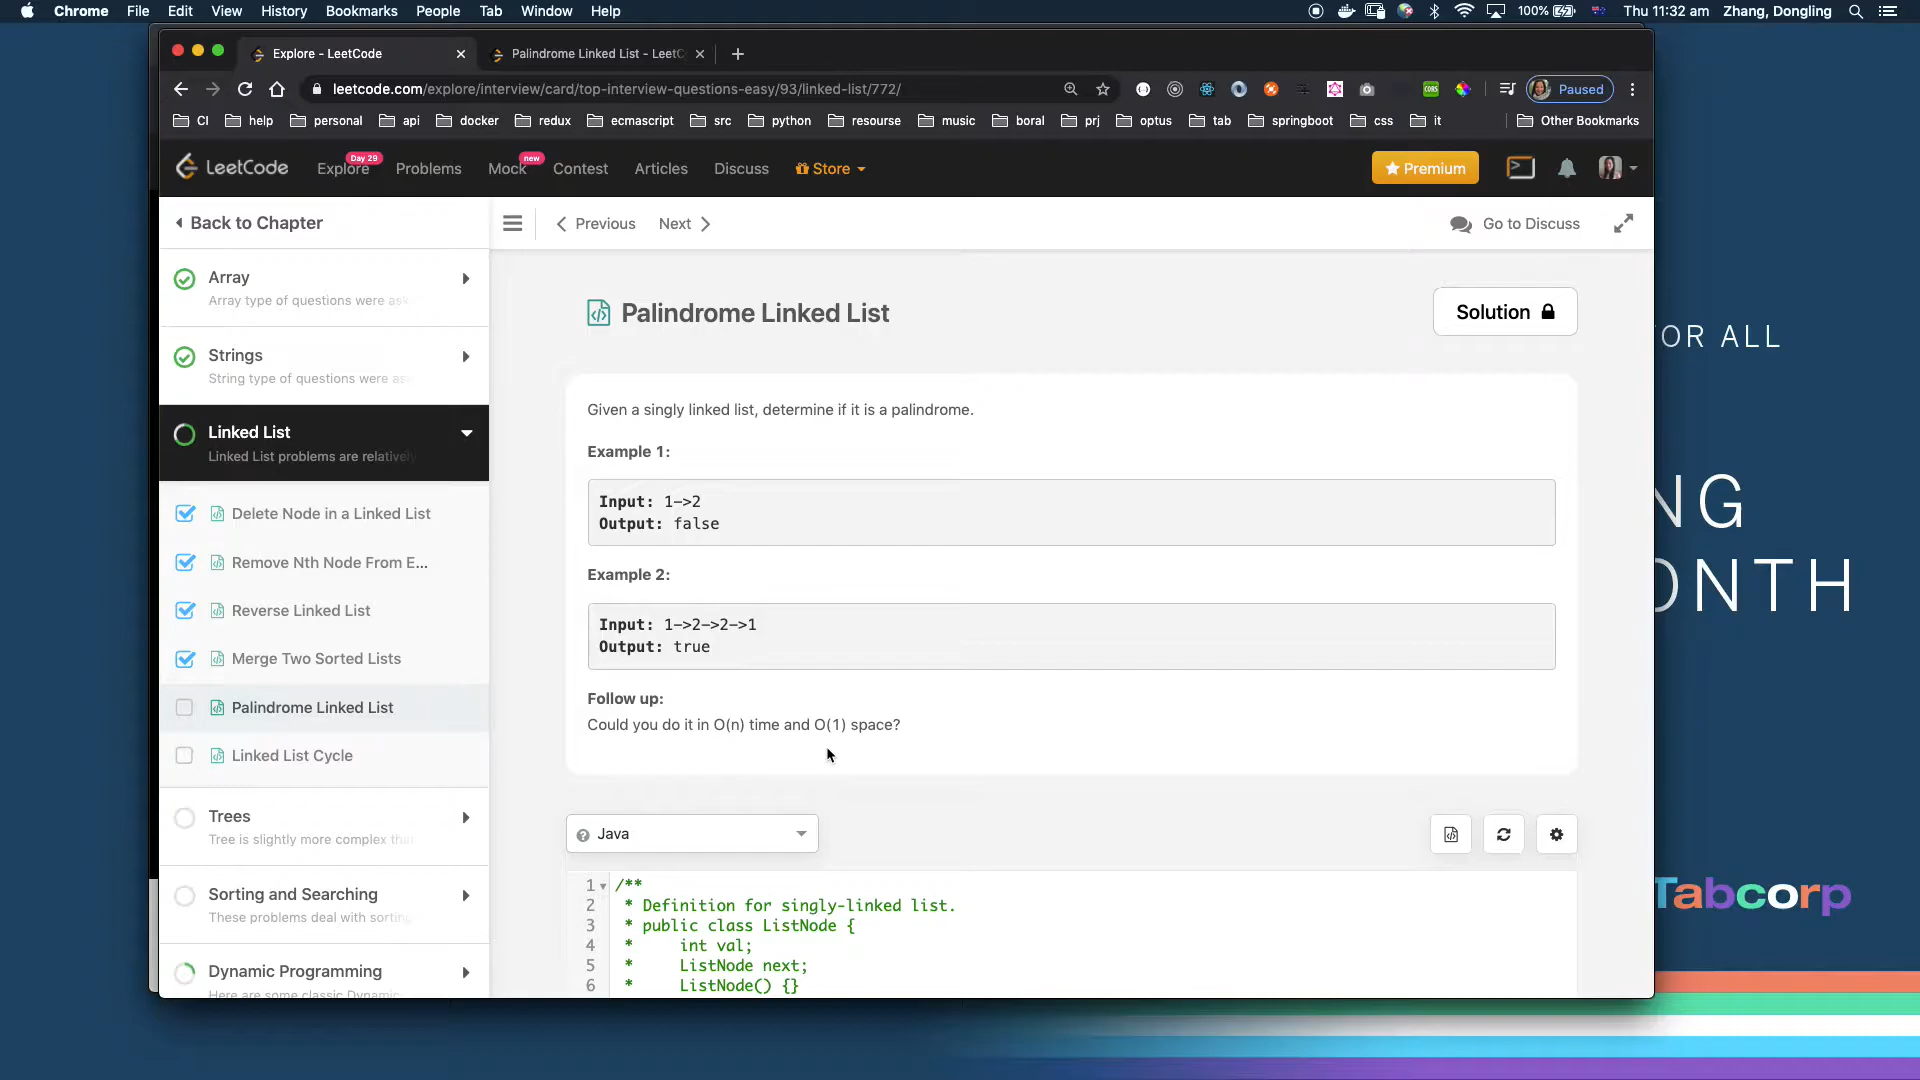 Chrome File Edit View History Bookmarks People Tab Window Help
100% Thu 11:32 am Zhang, Dongling
Explore - LeetCode
Palindrome Linked List - LeetC
leetcode.com/explore/interview/card/top-interview-questions-easy/93/linked-list/772/
CORS
Paused
CI help personal api docker redux ecmascript src python resourse music boral prj optus tab springboot css it Other Bookmarks
LeetCode Explore Day 29 Problems Mock new Contest Articles Discuss Store Premium
Back to Chapter
Previous Next Go to Discuss
Array
Array type of questions were ask
Strings
String type of questions were as
Linked List
Linked List problems are relatively
Delete Node in a Linked List
Remove Nth Node From E...
Reverse Linked List
Merge Two Sorted Lists
Palindrome Linked List
Linked List Cycle
Trees
Tree is slightly more complex tha
Sorting and Searching
These problems deal with sorting
Dynamic Programming
Here are some classic Dynamic
Palindrome Linked List
Solution
Given a singly linked list, determine if it is a palindrome.
Example 1:
Input: 1->2
Output: false
Example 2:
Input: 1->2->2->1
Output: true
Follow up:
Could you do it in O(n) time and O(1) space?
Java
1 /**
2 * Definition for singly-linked list.
3 * public class ListNode {
4 * int val;
5 * ListNode next;
6 * ListNode() {}
OR ALL
NG
ONTH
Tabcorp